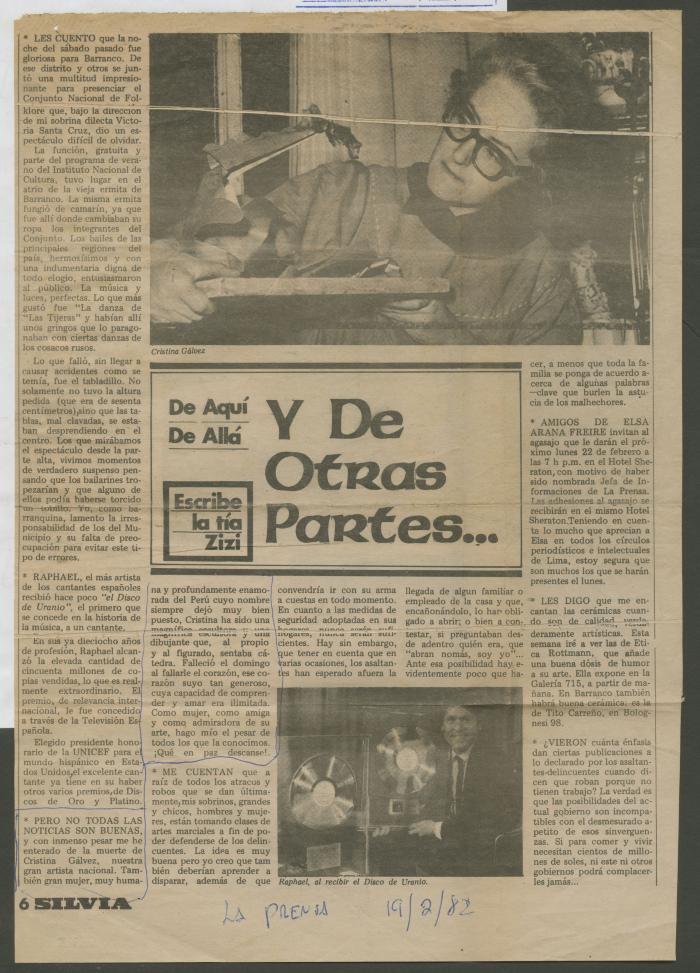 * LES CUENTO que la no-
che del sábado pasado fue
gloriosa para Barranco. De
ese distrito y otros se jun-
tó una multitud impresio-
nante para presenciar el
Conjunto Nacional de Fol-
klore que, bajo la dirección
de mi sobrina dilecta Victo-
ria Santa Cruz, dio un es-
pectáculo difícil de olvidar.
La función, gratuita y
parte del programa de vera-
no del Instituto Nacional de
Cultura, tuvo lugar en el
atrio de la vieja ermita de
Barranco. La misma ermita
fungió de camarín, ya que
fue allí donde cambiaban su
ropa los integrantes del
Conjunto. Los bailes de las
principales regiones del
país, hermosísimos y con
una indumentaria digna de
todo elogio, entusiasmaron
al público. La música y
luces, perfectas. Lo que más
gustó fue "La danza de
"Las Tijeras" y habían allí
unos gringos que lo parago-
naban con ciertas danzas de
los cosacos rusos.
Lo que falló, sin llegar a
causar accidentes como se
temía, fue el tabladillo. No
solamente no tuvo la altura
pedida (que era de sesenta
centímetros),sino que las ta-
blas, mal clavadas, se esta-
ban desprendiendo en el
centro. Los que mirábamos
el espectáculo desde la par-
te alta, vivimos momentos
de verdadero suspenso pen-
sando que los bailarines tro-
pezarían y que alguno de
ellos podía haberse torcido
un tobillo. Yo, como ba-
rranquina, lamento la irres-
ponsabilidad de los del Mu-
nicipio y su falta de preo-
cupación para evitar este ti-
po de errores.
* RAPHAEL, el más artista
de los cantantes españoles
recibió hace poco "el Disco
de Uranio", el primero que
se concede en la historia de
la música, a un cantante.
En sus ya dieciocho años
de profesión, Raphael alcan-
zó la elevada cantidad de
cincuenta millones de co-
pias vendidas, lo que es real-
mente extraordinario. El
premio, de relevancia inter-
nacional, le fue concedido
a través de la Televisión Es-
pañola.
Elegido presidente hono-
rario de la UNICEF para el
mundo hispánico en Esta-
dos Unidos,el excelente can-
tante ya tiene en su haber
otros varios premios,de Dis-
cos de Oro y Platino.
* PERO NO TODAS LAS
NOTICIAS SON BUENAS,
y con inmenso pesar me he
enterado de la muerte de
Cristina Gálvez, nuestra
gran artista nacional. Tam-
bién gran mujer, muy huma-
Cristina Gálvez
De Aquí
De Allá
Y De
Otras
Partes...
Escribe
la tía
Zizi
na y profundamente enamo-
rada del Perú cuyo nombre
siempre dejó muy bien
puesto, Cristina ha sido una
magnífica escultora y una
dibujante que, al propio
y al figurado, sentaba cá-
tedra. Falleció el domingo
al fallarle el corazón, ese co-
razón suyo tan generoso,
cuya capacidad de compren-
der y amar era ilimitada.
Como mujer, como amiga
y como admiradora de su
arte, hago mío el pesar de
todos los que la conocimos.
¡Qué en paz descanse!.
* ME CUENTAN que a
raíz de todos los atracos y
robos que se dan última-
mente,mis sobrinos, grandes
y chicos, hombres y muje-
res, están tomando clases de
artes marciales a fin de po-
der defenderse de los delin-
cuentes. La idea es muy
buena pero yo creo que tam-
bién deberían aprender a
disparar, además de que
convendría ir con su arma
a cuestas en todo momento.
En cuanto a las medidas de
seguridad adoptadas en sus
hogares, nunca serán sufi-
cientes. Hay sin embargo,
que tener en cuenta que en
varias ocasiones, los asaltan-
tes han esperado afuera la
llegada de algun familiar o
empleado de la casa y que,
encañonándolo, lo han obli-
gado a abrir; o bien a con-
testar, si preguntaban des-
de adentro quién era, que
"abran nomás, soy yo"...
Ante esa posibilidad hay e-
videntemente poco que ha-
Raphael, al recibir el Disco de Uranio.
cer, a menos que toda la fa-
milia se ponga de acuerdo a-
cerca de algunas palabras
—clave que burlen la astu-
cia de los malhechores.
* AMIGOS DE ELSA
ARANA FREIRE invitan al
agasajo que le darán el pró-
ximo lunes 22 de febrero a
las 7 h p.m. en el Hotel She-
raton, con motivo de haber
sido nombrada Jefa de In-
formaciones de La Prensa.
Las adhesiones al agasajo se
recibirán en el mismo Hotel
Sheraton.Teniendo en cuen-
ta lo mucho que aprecian a
Elsa en todos los círculos
periodísticos e intelectuales
de Lima, estoy segura que
son muchos los que se harán
presentes el lunes.
* LES DIGO que me en-
cantan las cerámicas cuan-
do son de calidad, verda-
deramente artísticas. Esta
semana iré a ver las de Eti-
ca Rottmann, que añade
una buena dósis de humor
a su arte. Ella expone en la
Galería 715, a partir de ma-
ñana. En Barranco también
habrá buena cerámica: es la
de Tito Carreño, en Bolog-
nesi 98.
* ¿VIERON cuánta énfasis
dan ciertas publicaciones a
lo declarado por los asaltan-
tes-delincuentes cuando di-
cen que roban porque no
tienen trabajo? La verdad es
que las posibilidades del ac-
tual gobierno son incompa-
tibles con el desmesurado a-
petito de esos sinverguen-
zas. Si para comer y vivir
necesitan cientos de millo-
nes de soles, ni este ni otros
gobiernos podrá complacer-
les jamás...
6 SILVIA
LA PRENSA 19/2/82